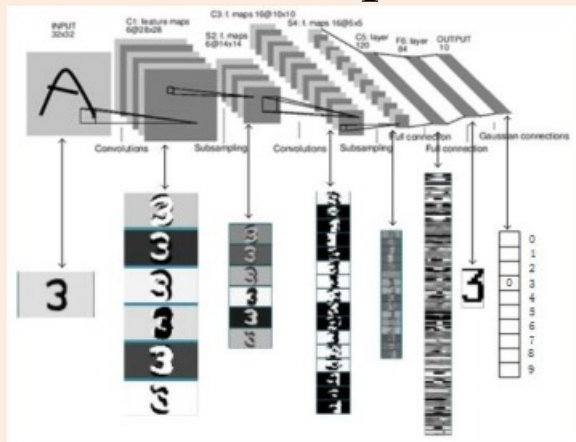 INPUT
32x32
C1: feature maps
6@28x28
S2: f. maps
6@14x14
C3: f. maps 16@10x10
S4: f. maps 16@5x5
C5: layer
120
F6: layer
84
OUTPUT
10
Convolutions
Subsampling
Convolutions
Subsampling
Full connection
Full connection
Gaussian connections
A
3
0
0
1
2
3
4
5
6
7
8
9